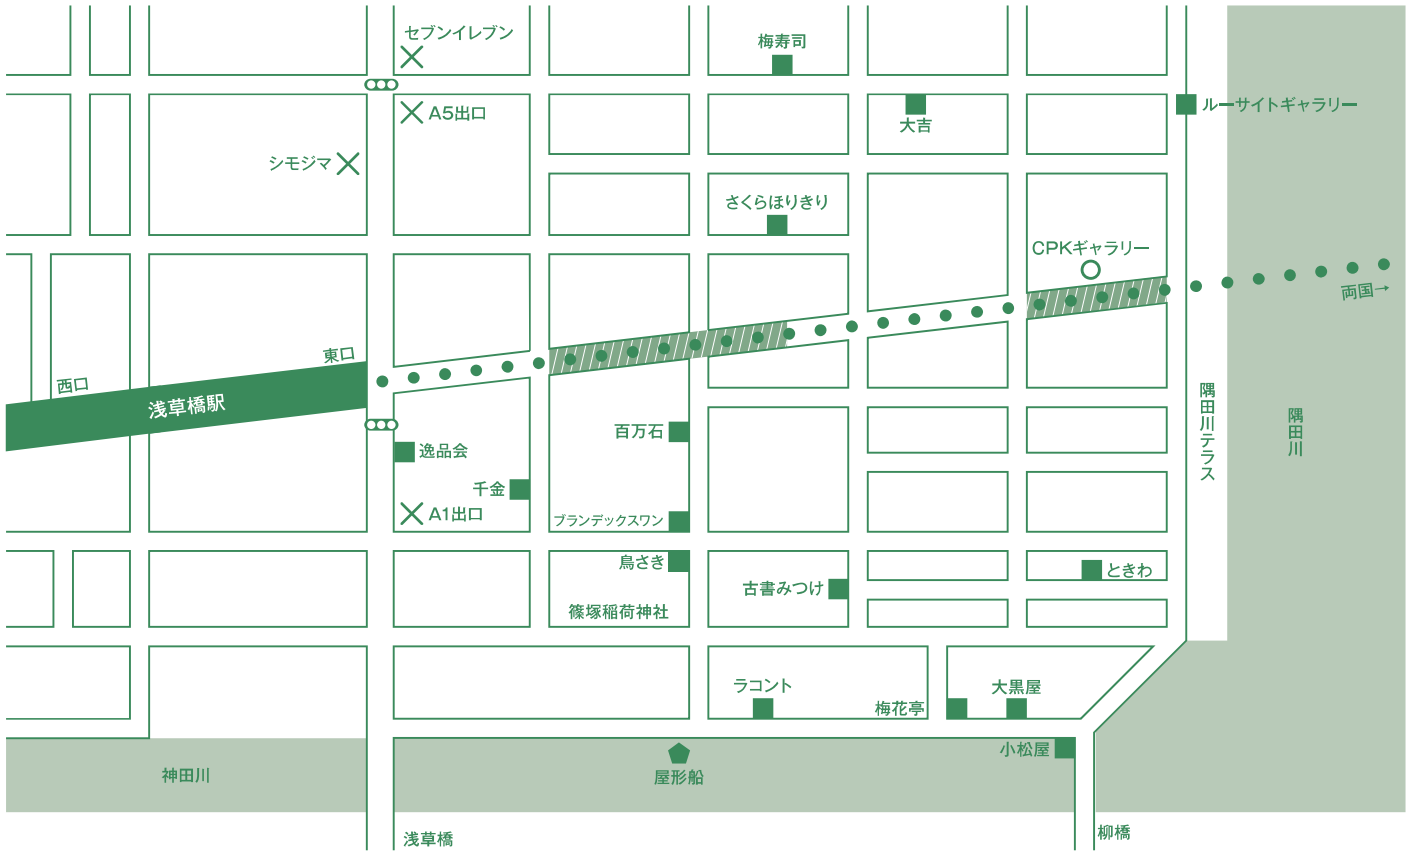 セブンイレブン
梅寿司
A5出口
大吉
ルーサイトギャラリー
シモジマ
さくらほりきり
CPKギャラリー
両国→
東口
西口
浅草橋駅
隅田川テラス
隅田川
百万石
逸品会
千金
A1出口
ブランデックスワン
鳥さき
ときわ
古書みつけ
篠塚稲荷神社
ラコント
大黒屋
梅花亭
小松屋
神田川
屋形船
柳橋
浅草橋